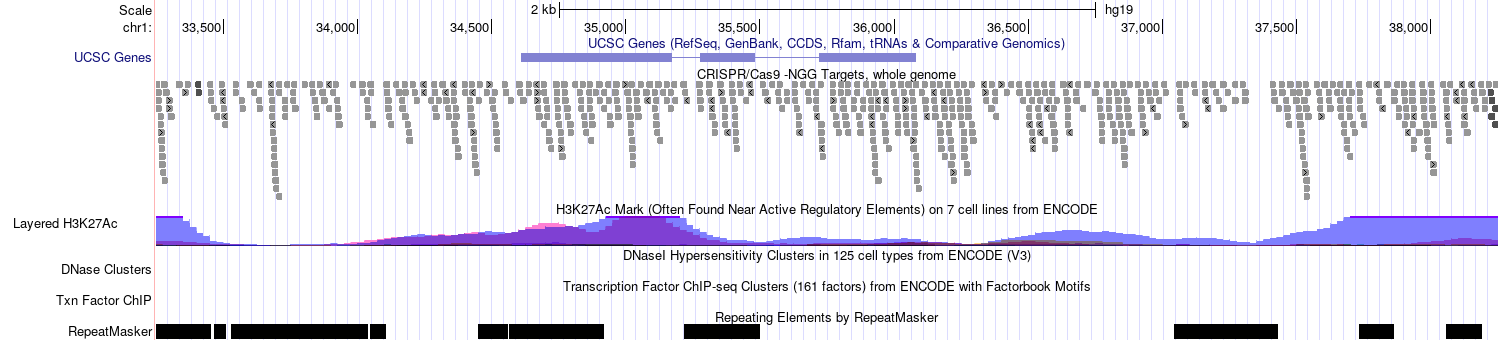 Scale 2 kb hg19
chr1: 33,500 34,000 34,500 35,000 35,500 36,000 36,500 37,000 37,500 38,000
UCSC Genes (RefSeq, GenBank, CCDS, Rfam, tRNAs & Comparative Genomics)
UCSC Genes
CRISPR/Cas9 -NGG Targets, whole genome
H3K27Ac Mark (Often Found Near Active Regulatory Elements) on 7 cell lines from ENCODE
Layered H3K27Ac
DNaseI Hypersensitivity Clusters in 125 cell types from ENCODE (V3)
DNase Clusters
Transcription Factor ChIP-seq Clusters (161 factors) from ENCODE with Factorbook Motifs
Txn Factor ChIP
Repeating Elements by RepeatMasker
RepeatMasker